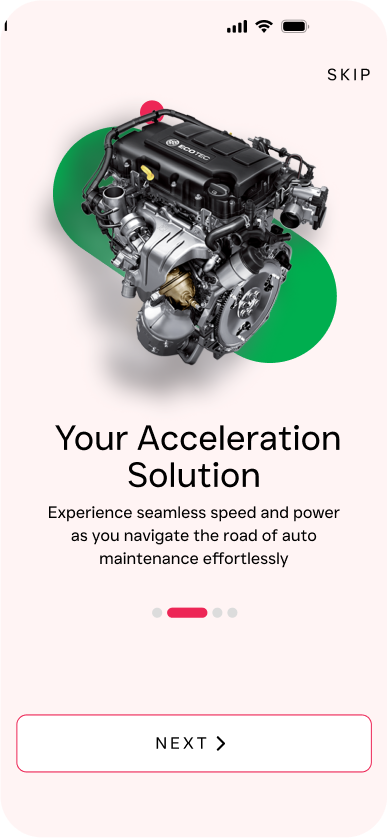 SKIP
ECOTEC
Your Acceleration
Solution
Experience seamless speed and power
as you navigate the road of auto
maintenance effortlessly
NEXT